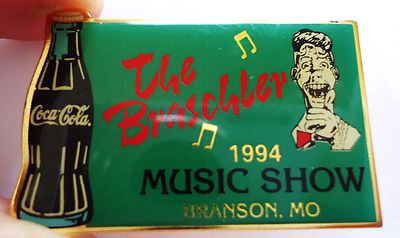 Coca-Cola.
The
Braschler
1994
MUSIC SHOW
BRANSON, MO